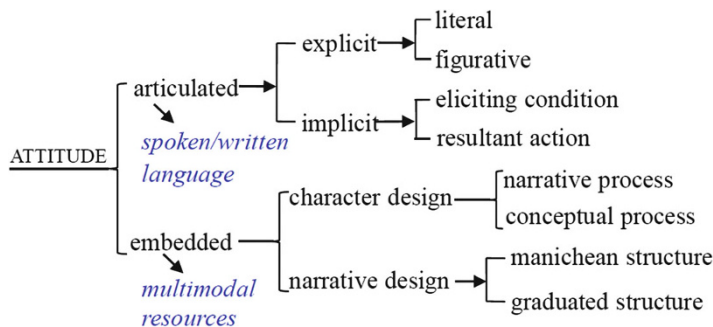 literal
explicit
figurative
articulated
eliciting condition
implicit
resultant action
spoken/written
language
ATTITUDE
narrative process
character design
conceptual process
embedded
manichean structure
narrative design
graduated structure
multimodal
resources